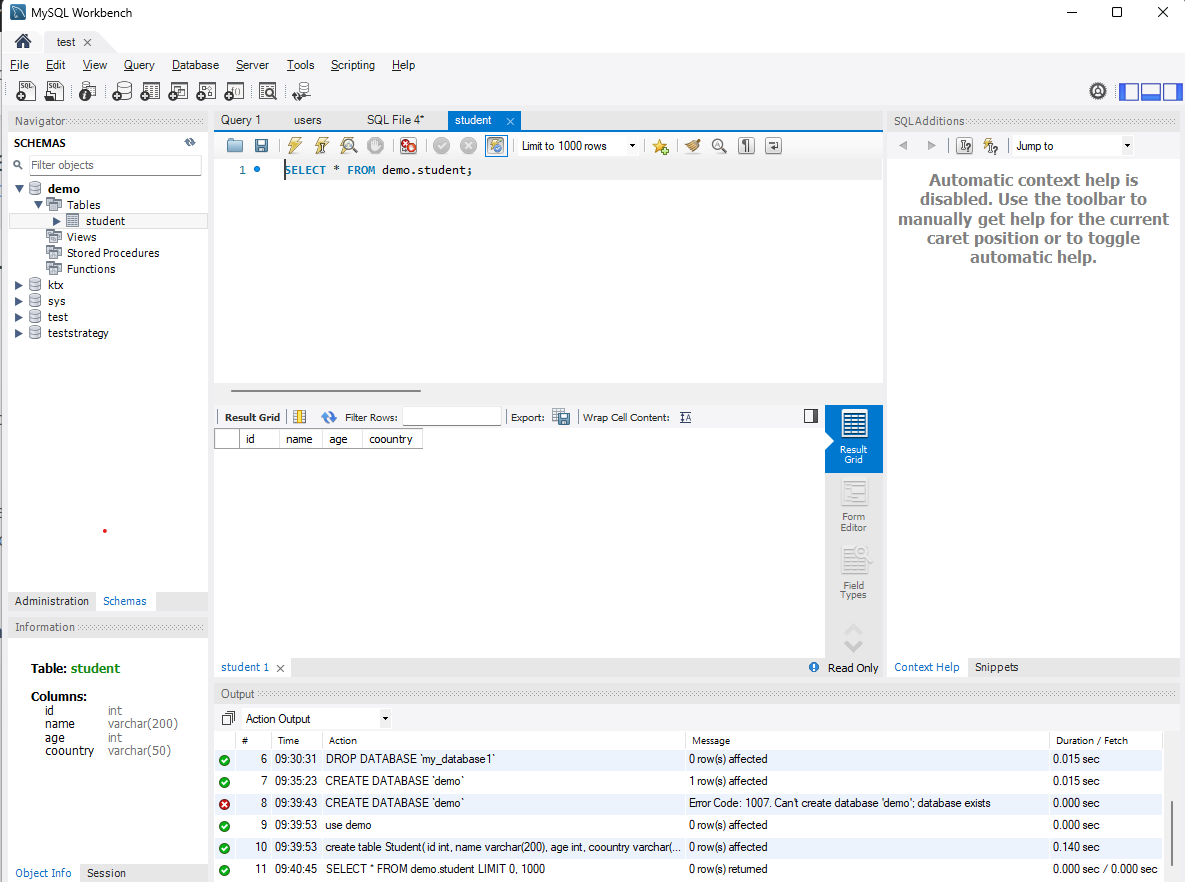 MySQL Workbench
test
File Edit View Query Database Server Tools Scripting Help
Navigator
SCHEMAS
Filter objects
demo
Tables
student
Views
Stored Procedures
Functions
ktx
sys
test
teststrategy
Administration Schemas
Information
Table: student
Columns:
id int
name varchar(200)
age int
coountry varchar(50)
Object Info Session
Query 1 users SQL File 4* student
Limit to 1000 rows
1 SELECT * FROM demo.student;
Result Grid Filter Rows: Export: Wrap Cell Content:
id name age coountry
Result
Grid
Form
Editor
Field
Types
student 1 Read Only
SQLAdditions
Jump to
Automatic context help is
disabled. Use the toolbar to
manually get help for the current
caret position or to toggle
automatic help.
Context Help Snippets
Output
Action Output
# Time Action Message Duration / Fetch
6 09:30:31 DROP DATABASE `my_database1` 0 row(s) affected 0.015 sec
7 09:35:23 CREATE DATABASE `demo` 1 row(s) affected 0.015 sec
8 09:39:43 CREATE DATABASE `demo` Error Code: 1007. Can't create database 'demo'; database exists 0.000 sec
9 09:39:53 use demo 0 row(s) affected 0.000 sec
10 09:39:53 create table Student( id int, name varchar(200), age int, coountry varchar(... 0 row(s) affected 0.140 sec
11 09:40:45 SELECT * FROM demo.student LIMIT 0, 1000 0 row(s) returned 0.000 sec / 0.000 sec